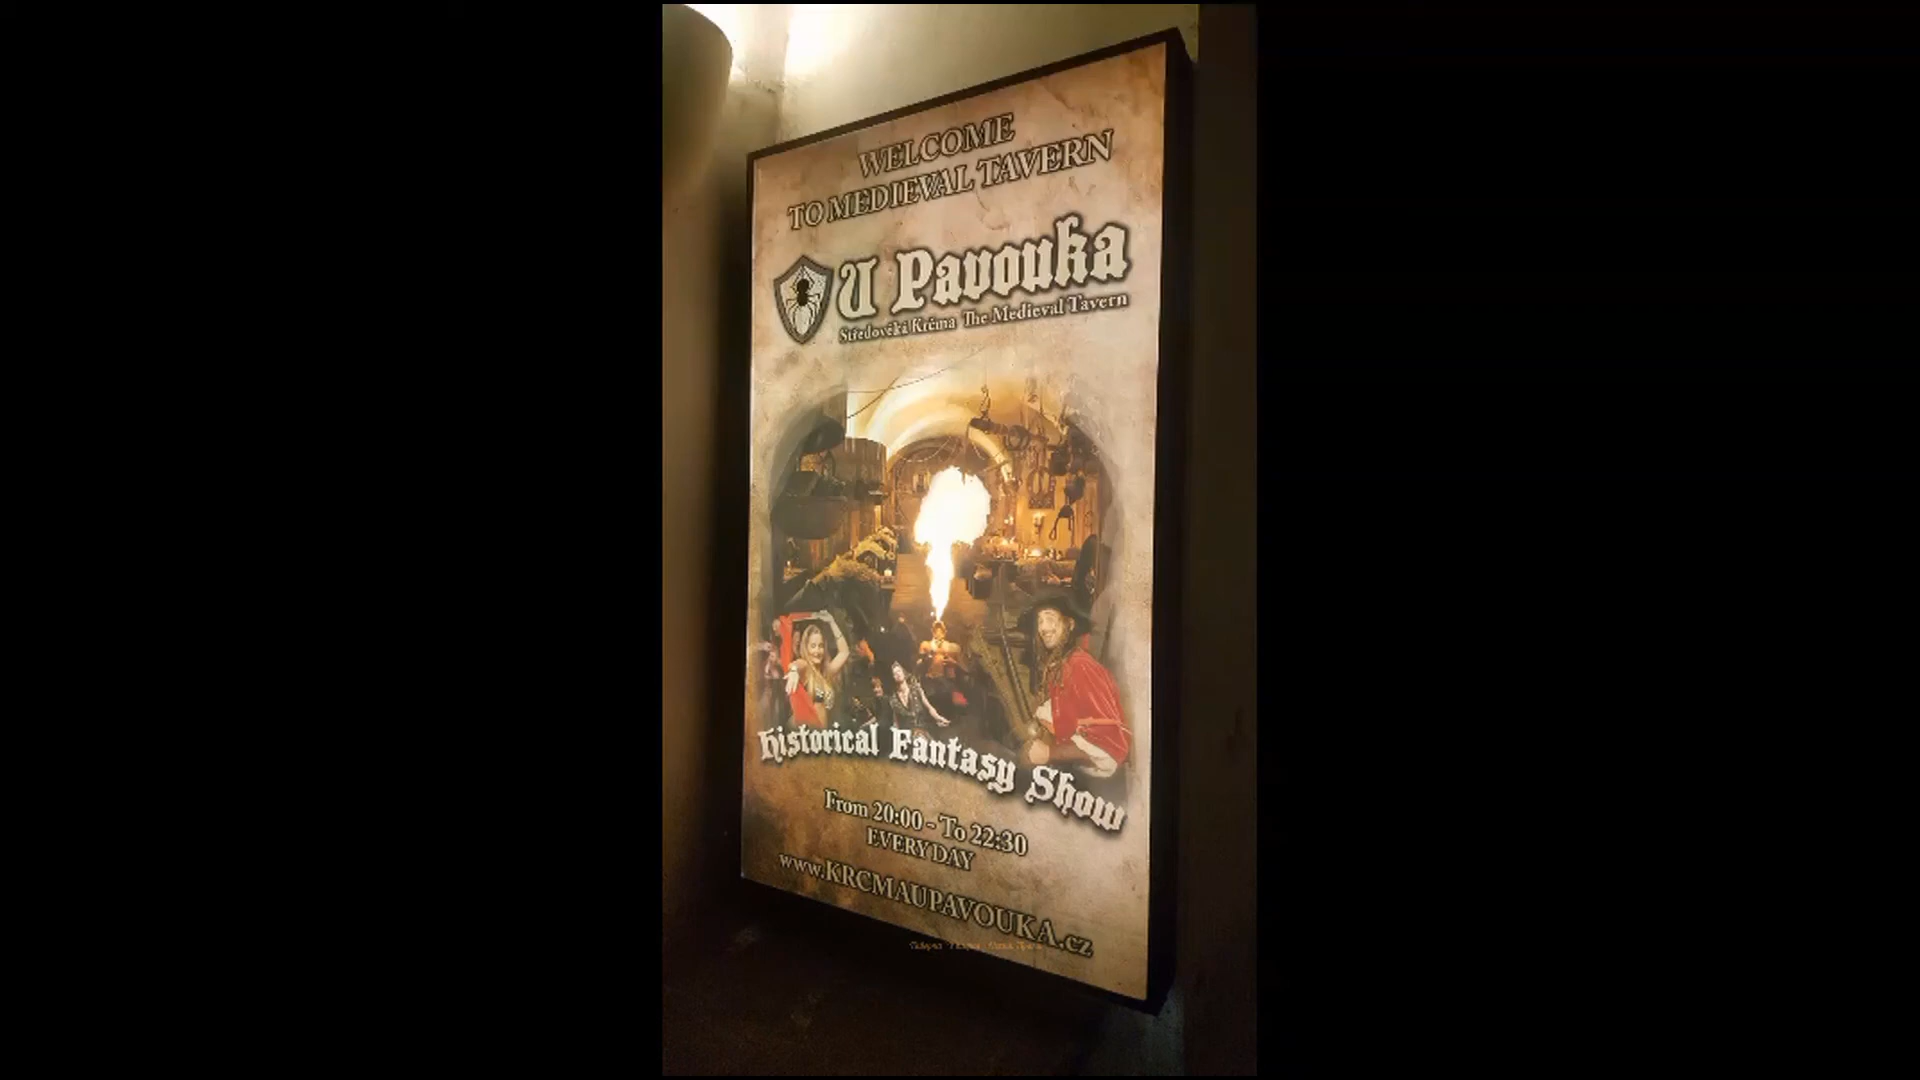 WELCOME
TO MEDIEVAL TAVERN
U Pavouka
Středověká Krčma The Medieval Tavern
Historical Fantasy Show
From 20:00 - To 22:30
EVERYDAY
www.KRCMAUPAVOUKA.cz